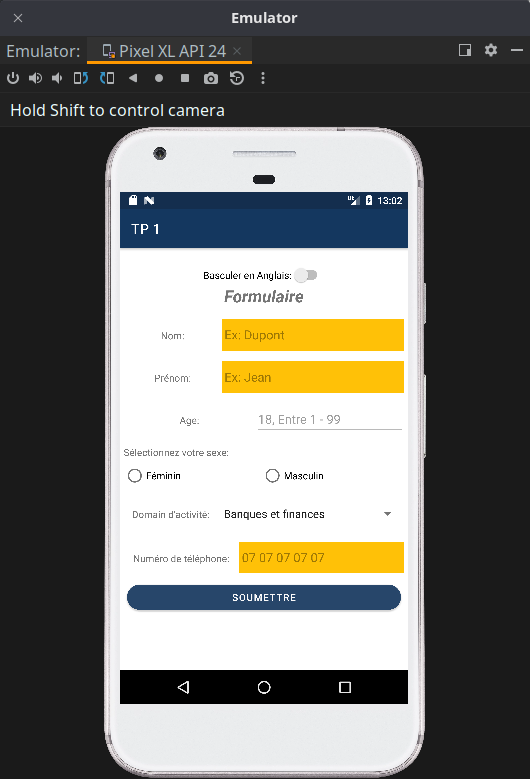 Emulator
Emulator: Pixel XL API 24
Hold Shift to control camera
13:02
TP 1
Basculer en Anglais:
Formulaire
Nom: Ex: Dupont
Prénom: Ex: Jean
Age: 18, Entre 1 - 99
Sélectionnez votre sexe:
Féminin Masculin
Domain d'activité: Banques et finances
Numéro de téléphone: 07 07 07 07 07
SOUMETTRE